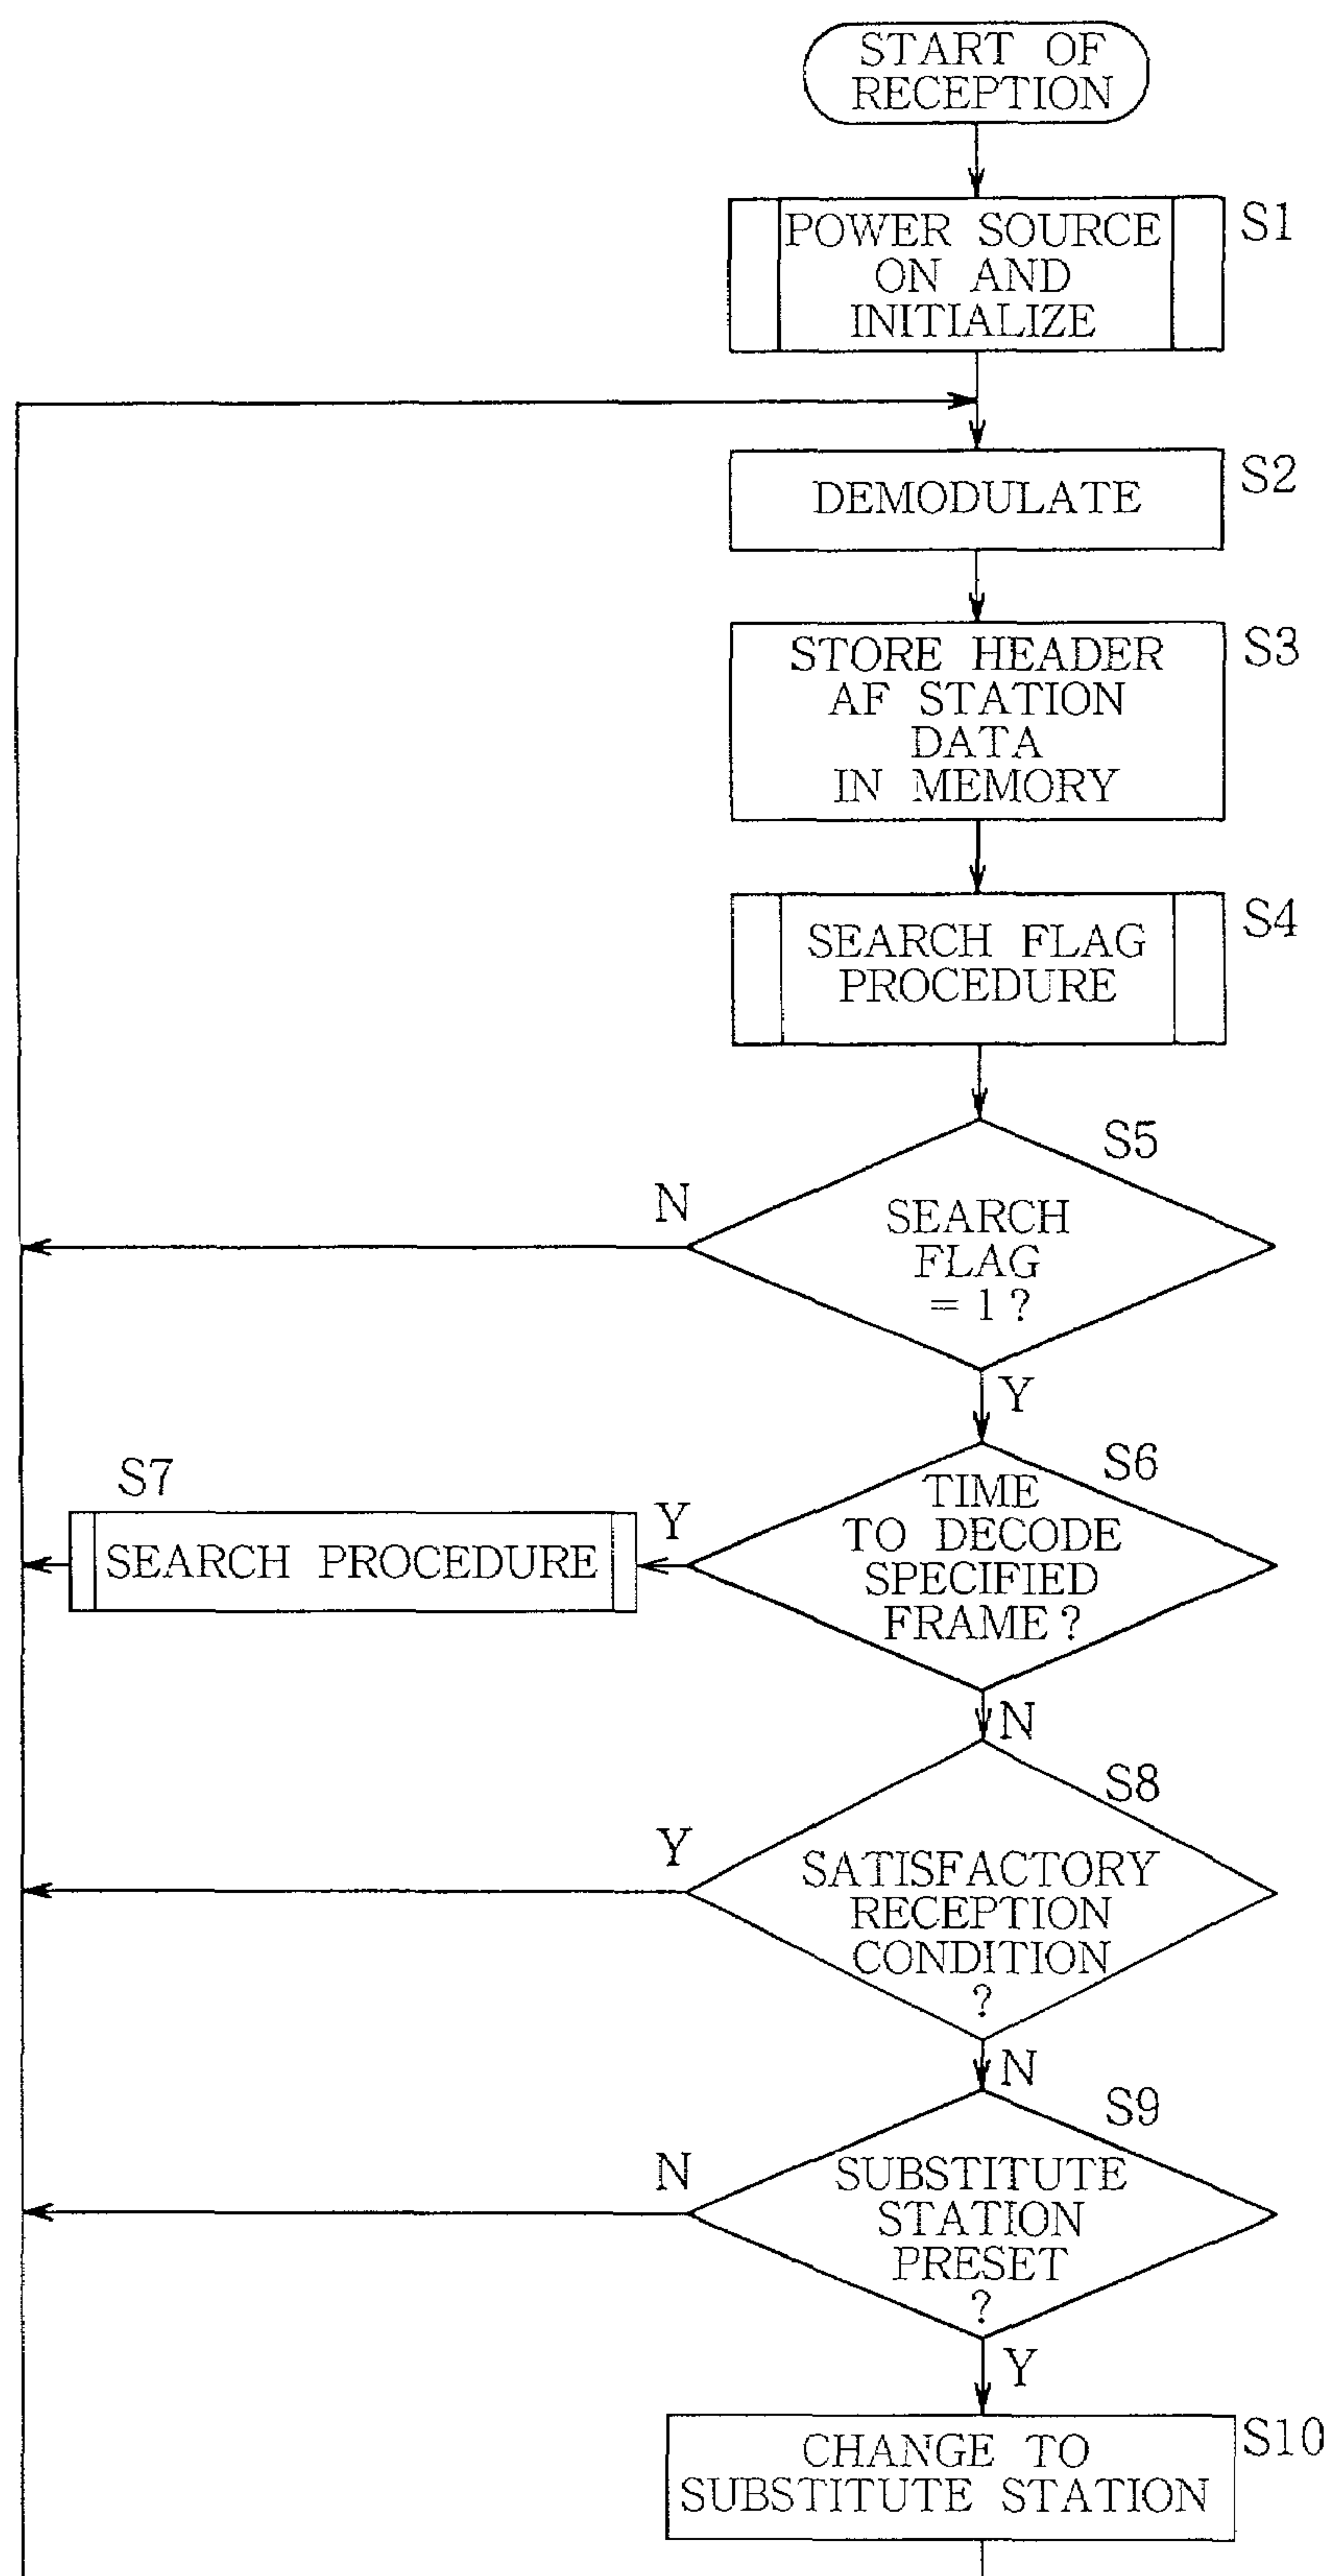 START OF
RECEPTION
POWER SOURCE
ON AND
INITIALIZE
S1
DEMODULATE
S2
STORE HEADER
AF STATION
DATA
IN MEMORY
S3
SEARCH FLAG
PROCEDURE
S4
S5
N
SEARCH
FLAG
= 1 ?
Y
S6
TIME
TO DECODE
SPECIFIED
FRAME ?
Y
S7
SEARCH PROCEDURE
N
S8
Y
SATISFACTORY
RECEPTION
CONDITION
?
N
S9
N
SUBSTITUTE
STATION
PRESET
?
Y
S10
CHANGE TO
SUBSTITUTE STATION